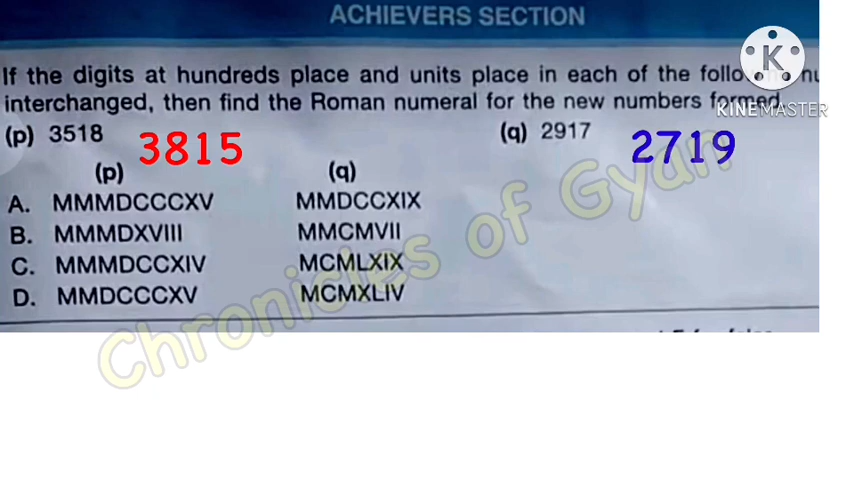 ACHIEVERS SECTION
If the digits at hundreds place and units place in each of the
interchanged, then find the Roman numeral for the new numbers formed.
(p) 3518 3815 (q) 2917 2719
(p) (q)
A. MMMDCCCXV MMDCCXIX
B. MMMDXVIII MMCMVII
C. MMMDCCXIV MCMLXIX
D. MMDCCCXV MCMXLIV
K
KINEMASTER
Chronicles of Gyan